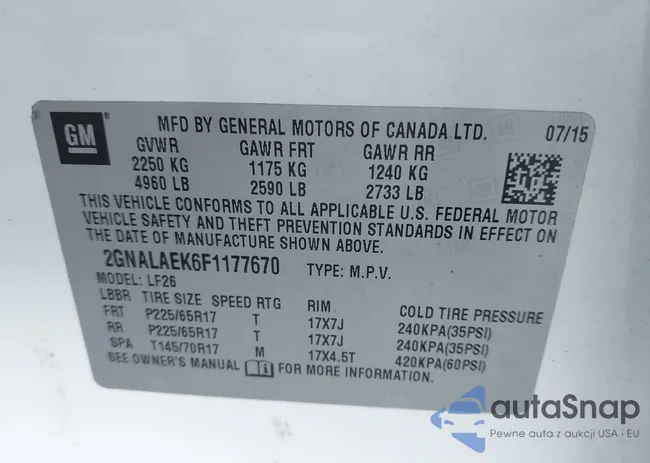 GM
MFD BY GENERAL MOTORS OF CANADA LTD. 07/15
GVWR GAWR FRT GAWR RR
2250 KG 1175 KG 1240 KG
4960 LB 2590 LB 2733 LB
THIS VEHICLE CONFORMS TO ALL APPLICABLE U.S. FEDERAL MOTOR
VEHICLE SAFETY AND THEFT PREVENTION STANDARDS IN EFFECT ON
THE DATE OF MANUFACTURE SHOWN ABOVE.
2GNALAEK6F1177670 TYPE: M.P.V.
MODEL: LF26
LBBR TIRE SIZE SPEED RTG RIM COLD TIRE PRESSURE
FRT P225/65R17 T 17X7J 240KPA(35PSI)
RR P225/65R17 T 17X7J 240KPA(35PSI)
SPA T145/70R17 M 17X4.5T 420KPA(60PSI)
SEE OWNER'S MANUAL FOR MORE INFORMATION.
autaSnap
Pewne auta z aukcji USA i EU